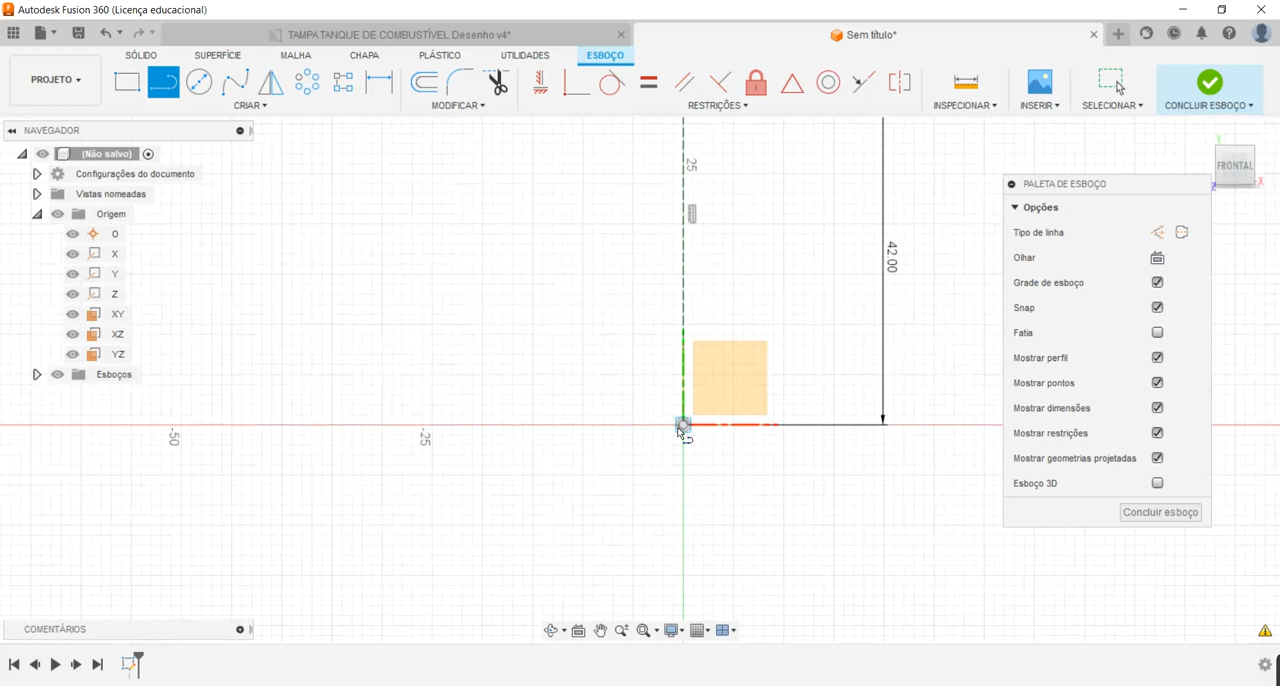 Autodesk Fusion 360 (Licença educacional)
TAMPA TANQUE DE COMBUSTÍVEL Desenho v4*
Sem título*
SÓLIDO
SUPERFÍCIE
MALHA
CHAPA
PLÁSTICO
UTILIDADES
ESBOÇO
PROJETO
CRIAR
MODIFICAR
RESTRIÇÕES
INSPECIONAR
INSERIR
SELECIONAR
CONCLUIR ESBOÇO
NAVEGADOR
(Não salvo)
Configurações do documento
Vistas nomeadas
Origem
O
X
Y
Z
XY
XZ
YZ
Esboços
25
42.00
-50
-25
Y
FRONTAL
X
Z
PALETA DE ESBOÇO
Opções
Tipo de linha
Olhar
Grade de esboço
Snap
Fatia
Mostrar perfil
Mostrar pontos
Mostrar dimensões
Mostrar restrições
Mostrar geometrias projetadas
Esboço 3D
Concluir esboço
COMENTÁRIOS